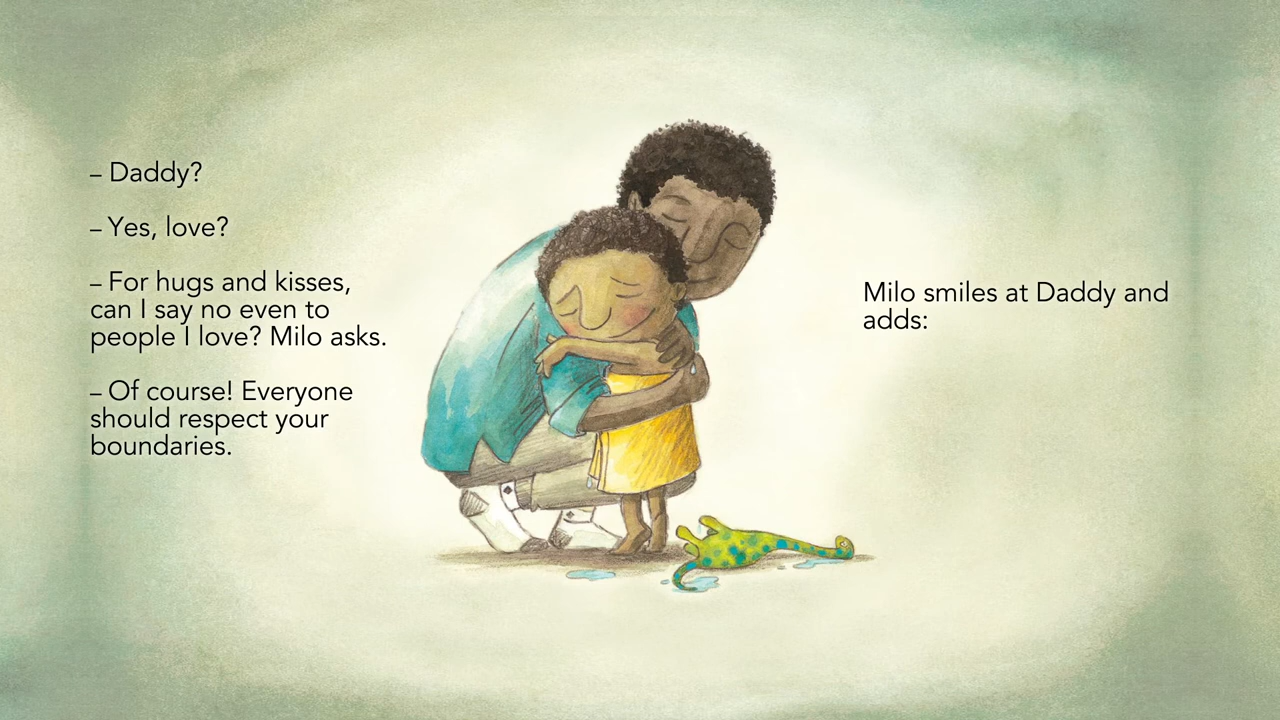 – Daddy?
– Yes, love?
– For hugs and kisses,
can I say no even to
people I love? Milo asks.
– Of course! Everyone
should respect your
boundaries.
Milo smiles at Daddy and
adds: